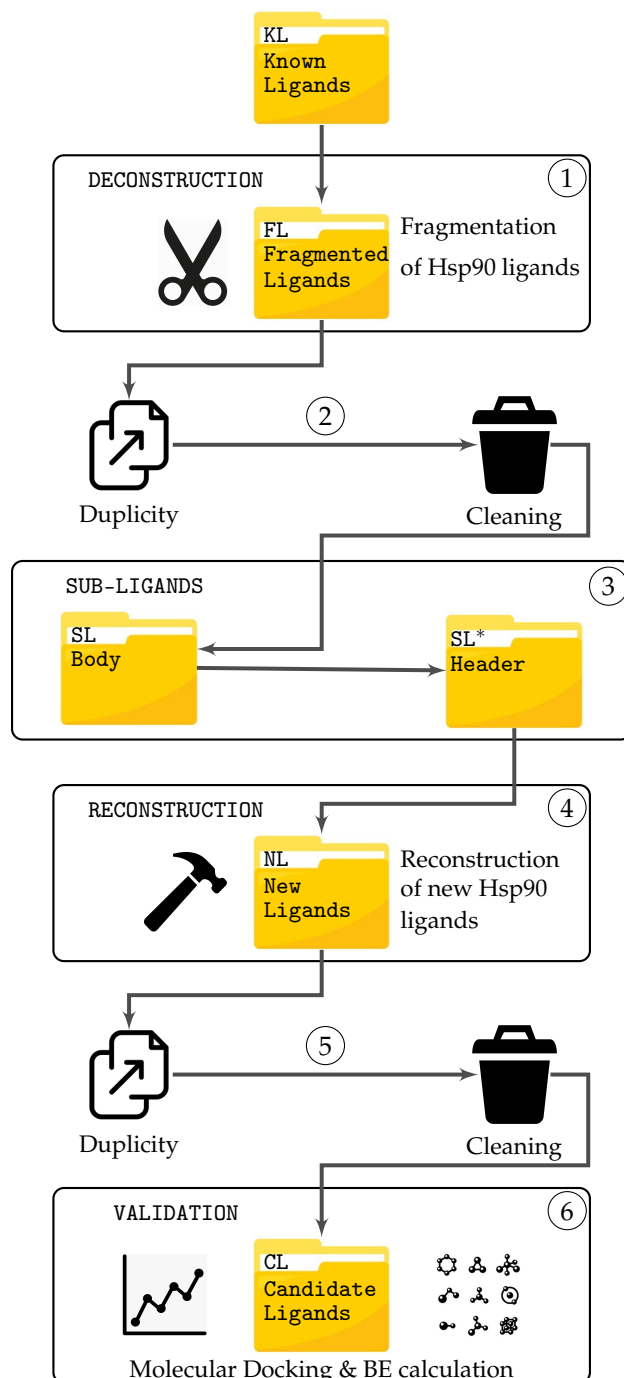 KL
Known
Ligands
DECONSTRUCTION
1
FL
Fragmented
Ligands
Fragmentation
of Hsp90 ligands
2
Duplicity
Cleaning
SUB-LIGANDS
3
SL
Body
SL*
Header
RECONSTRUCTION
4
NL
New
Ligands
Reconstruction
of new Hsp90
ligands
5
Duplicity
Cleaning
VALIDATION
6
CL
Candidate
Ligands
Molecular Docking & BE calculation